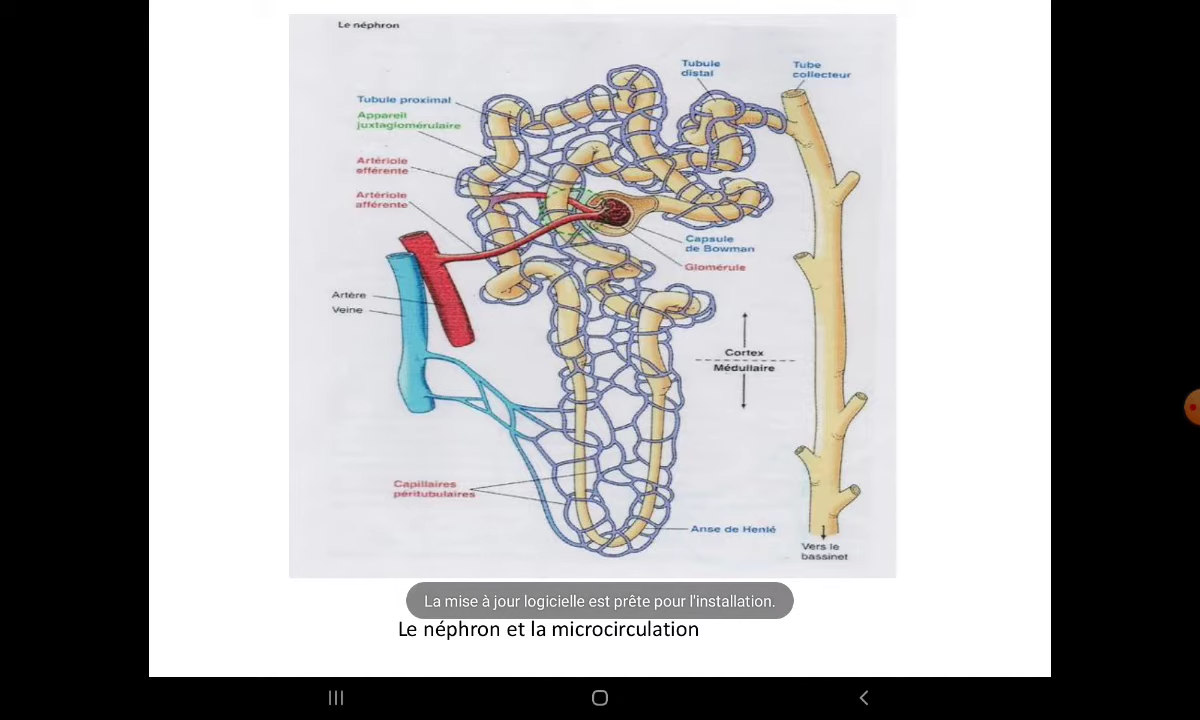 Le néphron
Tubule
distal
Tube
collecteur
Tubule proximal
Appareil
juxtaglomérulaire
Artériole
efférente
Artériole
afférente
Capsule
de Bowman
Glomérule
Artère
Veine
Cortex
Médullaire
Capillaires
péritubulaires
Anse de Henlé
Vers le
bassinet
La mise à jour logicielle est prête pour l'installation.
Le néphron et la microcirculation